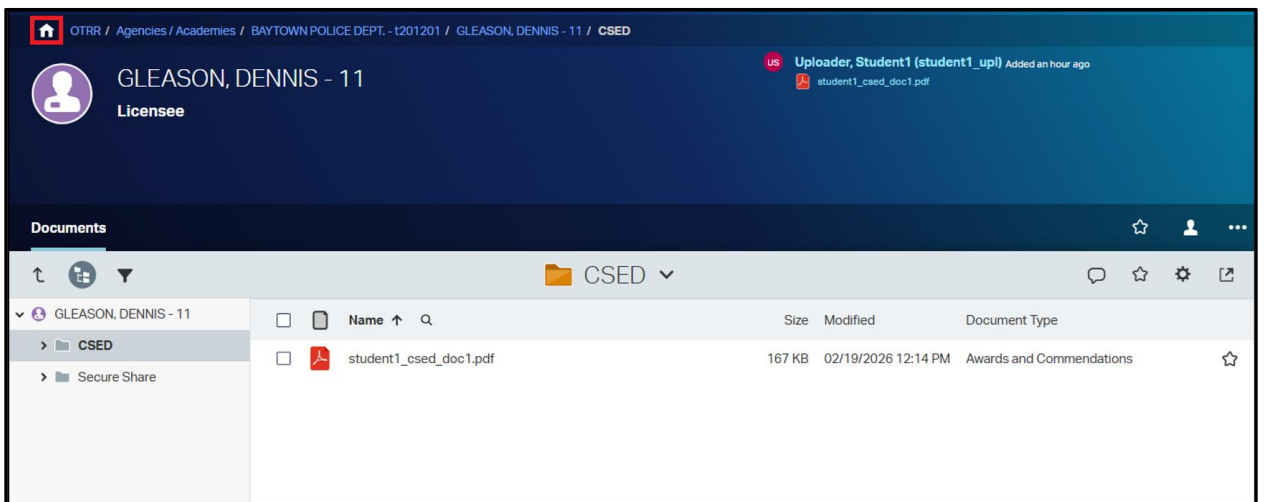 OTRR / Agencies / Academies / BAYTOWN POLICE DEPT. - t201201 / GLEASON, DENNIS - 11 / CSED
GLEASON, DENNIS - 11
Licensee
US Uploader, Student1 (student1_upl) Added an hour ago
student1_csed_doc1.pdf
Documents
CSED
GLEASON, DENNIS - 11
CSED
Secure Share
Name Size Modified Document Type
student1_csed_doc1.pdf 167 KB 02/19/2026 12:14 PM Awards and Commendations